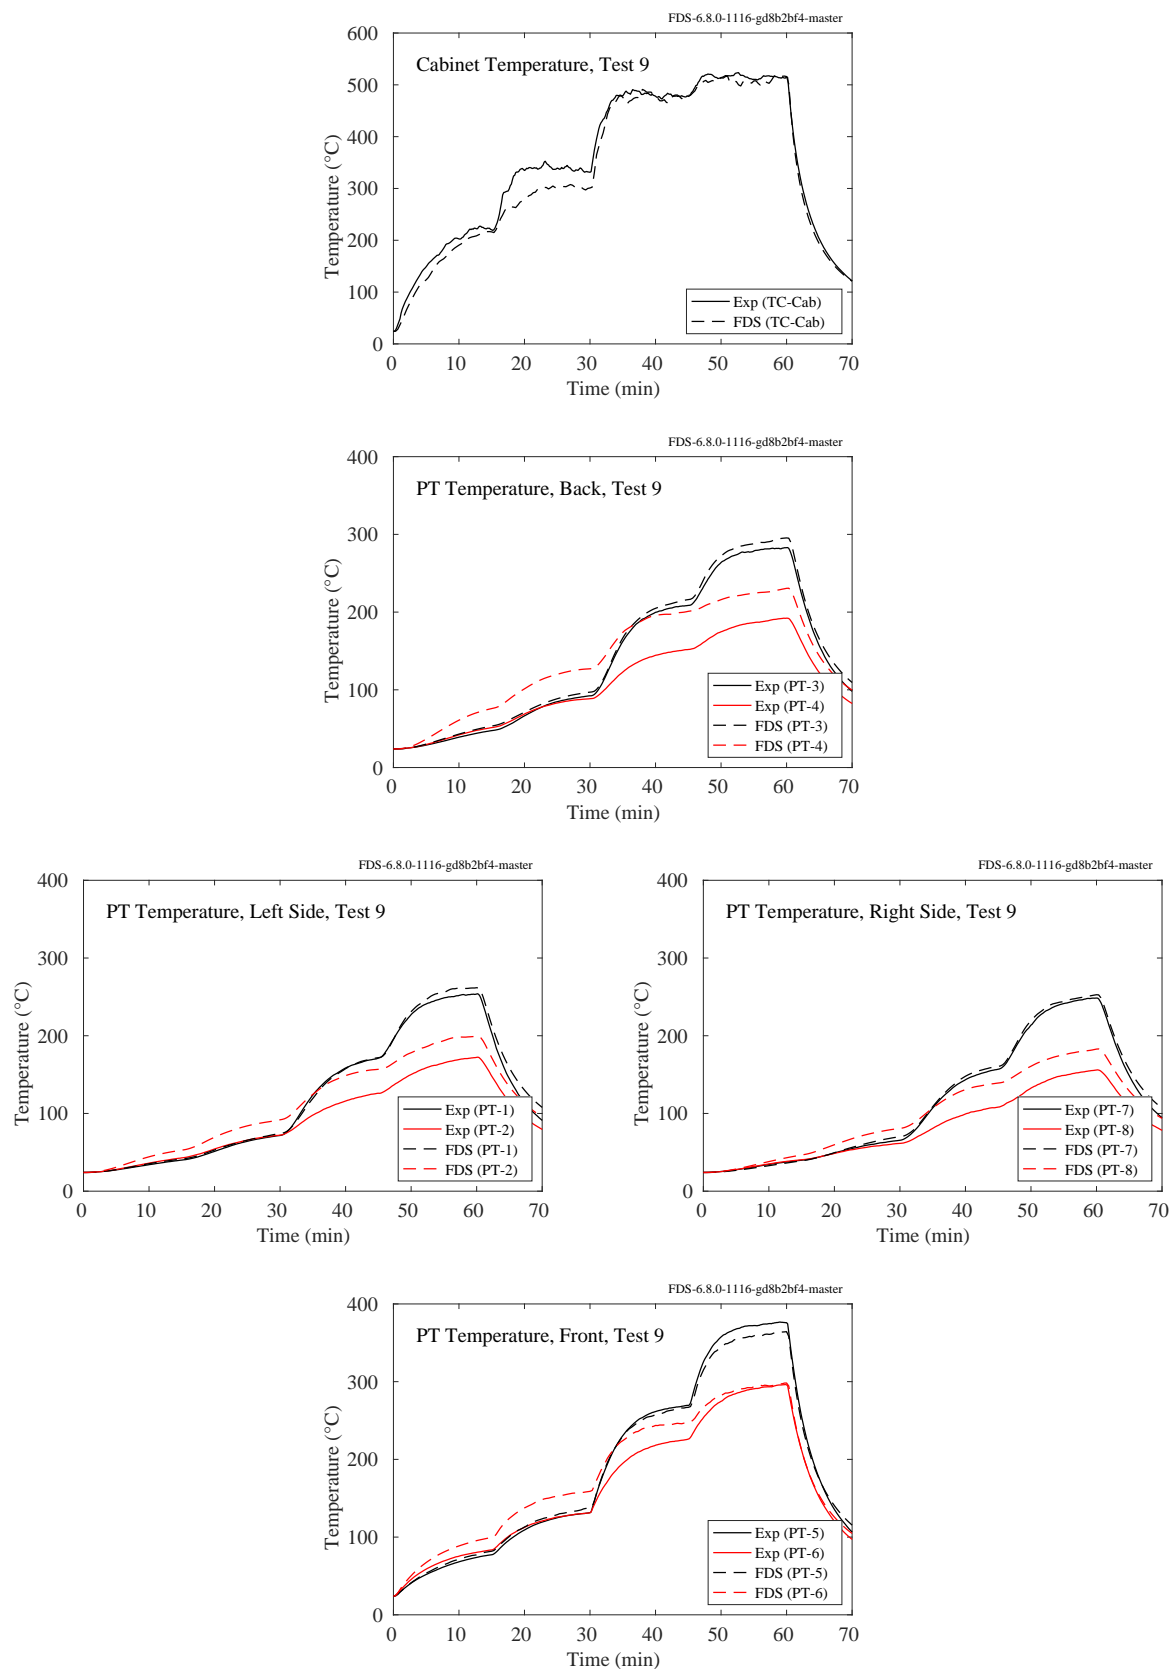 FDS-6.8.0-1116-gd8b2bf4-master
Cabinet Temperature, Test 9
Temperature (°C)
600
500
400
300
200
100
0
Exp (TC-Cab)
FDS (TC-Cab)
0 10 20 30 40 50 60 70
Time (min)
FDS-6.8.0-1116-gd8b2bf4-master
PT Temperature, Back, Test 9
Temperature (°C)
400
300
200
100
0
Exp (PT-3)
Exp (PT-4)
FDS (PT-3)
FDS (PT-4)
0 10 20 30 40 50 60 70
Time (min)
FDS-6.8.0-1116-gd8b2bf4-master
PT Temperature, Left Side, Test 9
Temperature (°C)
400
300
200
100
0
Exp (PT-1)
Exp (PT-2)
FDS (PT-1)
FDS (PT-2)
0 10 20 30 40 50 60 70
Time (min)
FDS-6.8.0-1116-gd8b2bf4-master
PT Temperature, Right Side, Test 9
Temperature (°C)
400
300
200
100
0
Exp (PT-7)
Exp (PT-8)
FDS (PT-7)
FDS (PT-8)
0 10 20 30 40 50 60 70
Time (min)
FDS-6.8.0-1116-gd8b2bf4-master
PT Temperature, Front, Test 9
Temperature (°C)
400
300
200
100
0
Exp (PT-5)
Exp (PT-6)
FDS (PT-5)
FDS (PT-6)
0 10 20 30 40 50 60 70
Time (min)